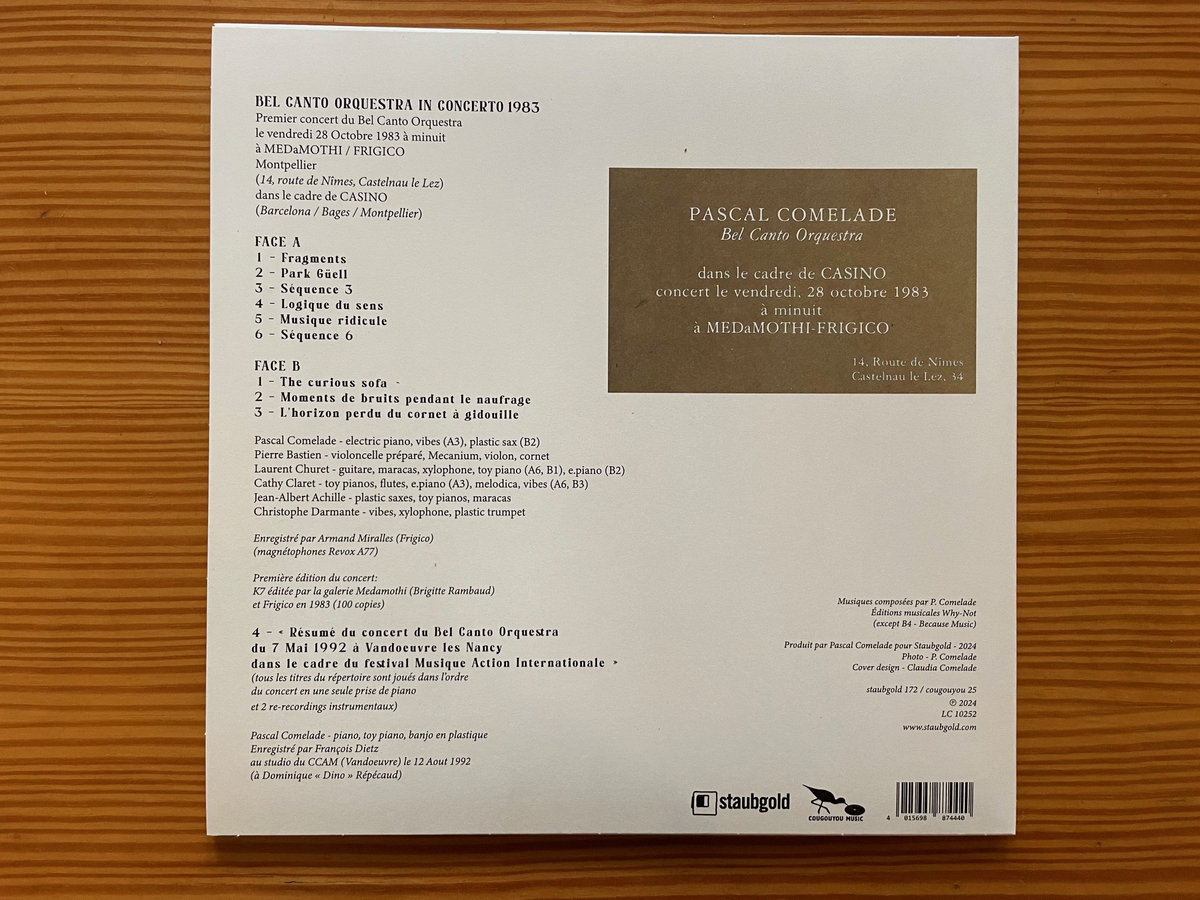 BEL CANTO ORQUESTRA IN CONCERTO 1983
Premier concert du Bel Canto Orquestra
le vendredi 28 Octobre 1983 à minuit
à MEDaMOTHI / FRIGICO
Montpellier
(14, route de Nîmes, Castelnau le Lez)
dans le cadre de CASINO
(Barcelona / Bages / Montpellier)
FACE A
1 - Fragments
2 - Park Güell
3 - Séquence 3
4 - Logique du sens
5 - Musique ridicule
6 - Séquence 6
FACE B
1 - The curious sofa -
2 - Moments de bruits pendant le naufrage
3 - L'horizon perdu du cornet à gidouille
Pascal Comelade - electric piano, vibes (A3), plastic sax (B2)
Pierre Bastien - violoncelle préparé, Mecanium, violon, cornet
Laurent Churet - guitare, maracas, xylophone, toy piano (A6, B1), e.piano (B2)
Cathy Claret - toy pianos, flutes, e.piano (A3), melodica, vibes (A6, B3)
Jean-Albert Achille - plastic saxes, toy pianos, maracas
Christophe Darmante - vibes, xylophone, plastic trumpet
Enregistré par Armand Miralles (Frigico)
(magnétophones Revox A77)
Première édition du concert:
K7 éditée par la galerie Medamothi (Brigitte Rambaud)
et Frigico en 1983 (100 copies)
4 - « Résumé du concert du Bel Canto Orquestra
du 7 Mai 1992 à Vandoeuvre les Nancy
dans le cadre du festival Musique Action Internationale »
(tous les titres du répertoire sont joués dans l'ordre
du concert en une seule prise de piano
et 2 re-recordings instrumentaux)
Pascal Comelade - piano, toy piano, banjo en plastique
Enregistré par François Dietz
au studio du CCAM (Vandoeuvre) le 12 Aout 1992
(à Dominique « Dino » Répécaud)
PASCAL COMELADE
Bel Canto Orquestra
dans le cadre de CASINO
concert le vendredi, 28 octobre 1983
à minuit
à MEDaMOTHI-FRIGICO
14, Route de Nîmes
Castelnau le Lez, 34
Musiques composées par P. Comelade
Éditions musicales Why-Not
(except B4 - Because Music)
Produit par Pascal Comelade pour Staubgold - 2024
Photo - P. Comelade
Cover design - Claudia Comelade
staubgold 172 / cougouyou 25
℗ 2024
LC 10252
www.staubgold.com
staubgold
COUGOUYOU MUSIC
4 015698 874440